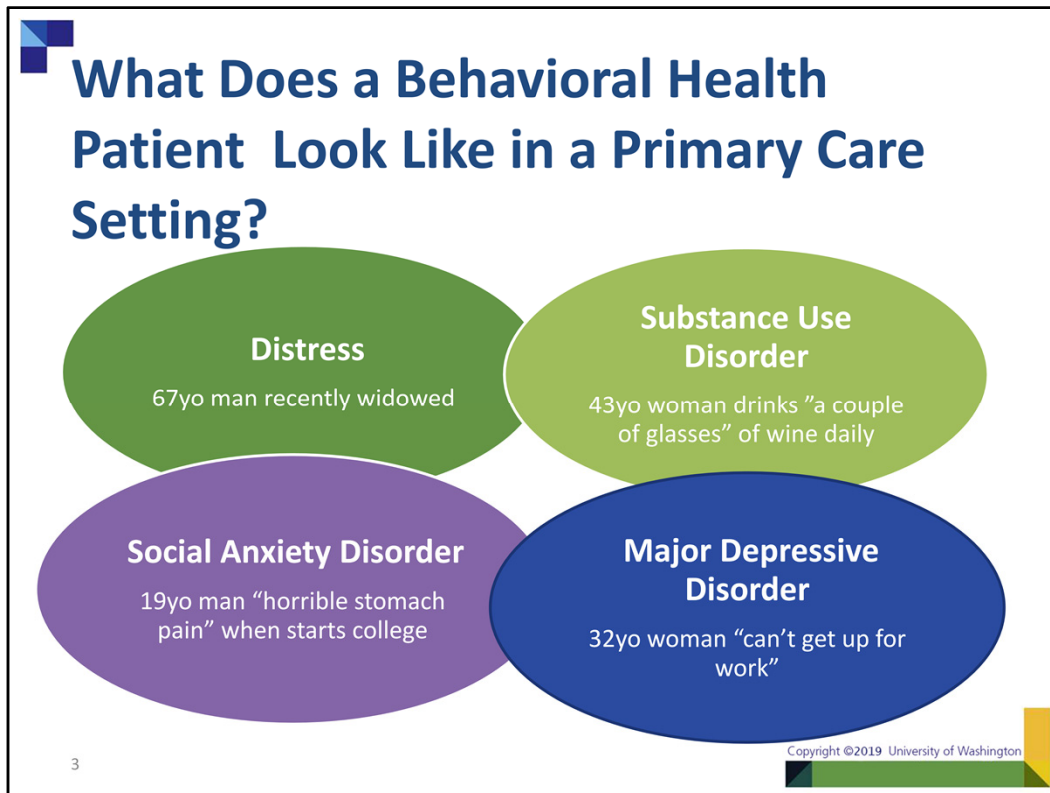 What Does a Behavioral Health
Patient  Look Like in a Primary Care
Setting?
Distress
67yo man recently widowed
Substance Use
Disorder
43yo woman drinks ”a couple
of glasses” of wine daily
Social Anxiety Disorder
19yo man “horrible stomach
pain” when starts college
Major Depressive
Disorder
32yo woman “can’t get up for
work”
3
Copyright ©2019 University of Washington